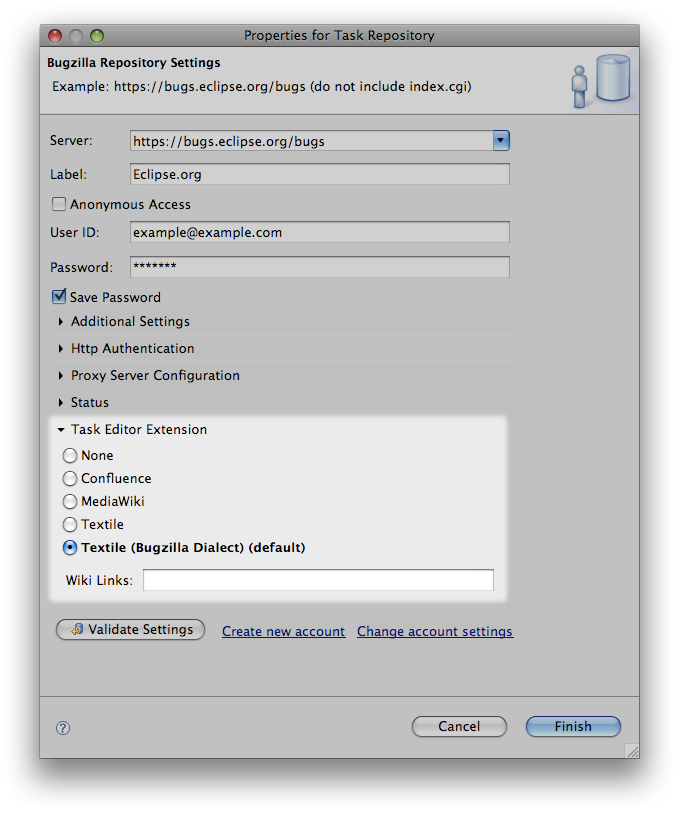 Properties for Task Repository
Bugzilla Repository Settings
Example: https://bugs.eclipse.org/bugs (do not include index.cgi)
Server: https://bugs.eclipse.org/bugs
Label: Eclipse.org
Anonymous Access
User ID: example@example.com
Password: *******
Save Password
Additional Settings
Http Authentication
Proxy Server Configuration
Status
Task Editor Extension
None
Confluence
MediaWiki
Textile
Textile (Bugzilla Dialect) (default)
Wiki Links:
Validate Settings Create new account Change account settings
? Cancel Finish